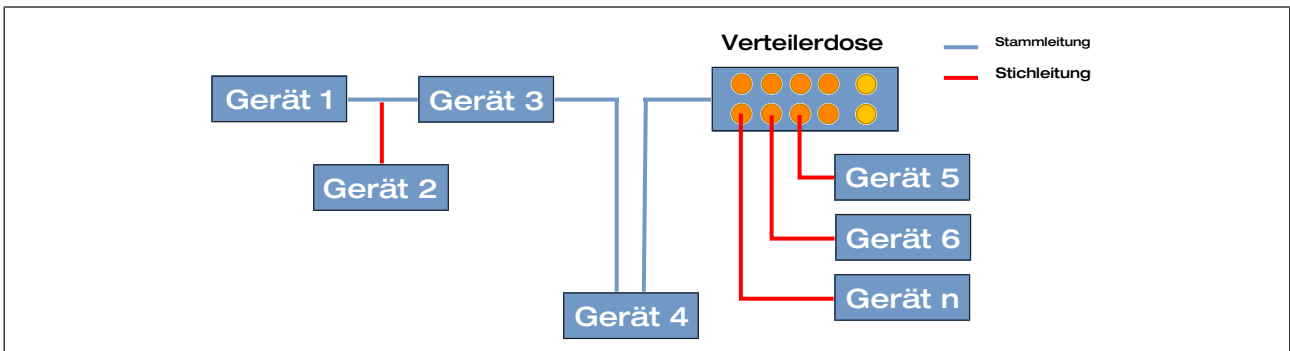 Verteilerdose
Stammleitung
Stichleitung
Gerät 1
Gerät 3
Gerät 2
Gerät 5
Gerät 6
Gerät n
Gerät 4